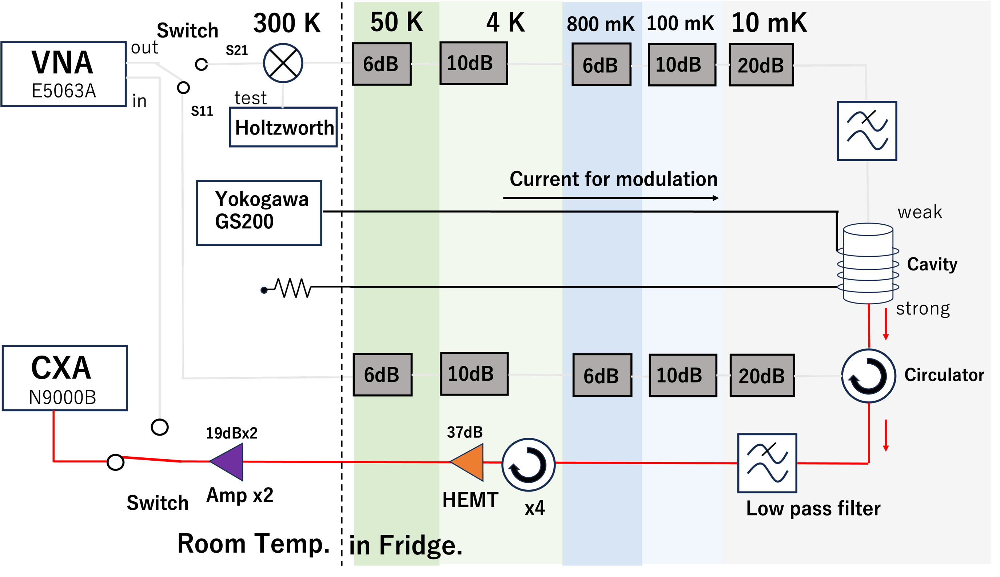 300 K
50 K
4 K
800 mK
100 mK
10 mK
Switch
out
VNA
E5063A
in
S21
S11
test
Holtzworth
6dB
10dB
6dB
10dB
20dB
Current for modulation
Yokogawa
GS200
weak
Cavity
strong
CXA
N9000B
6dB
10dB
6dB
10dB
20dB
Circulator
19dBx2
37dB
Amp x2
Switch
HEMT
x4
Low pass filter
Room Temp.
in Fridge.